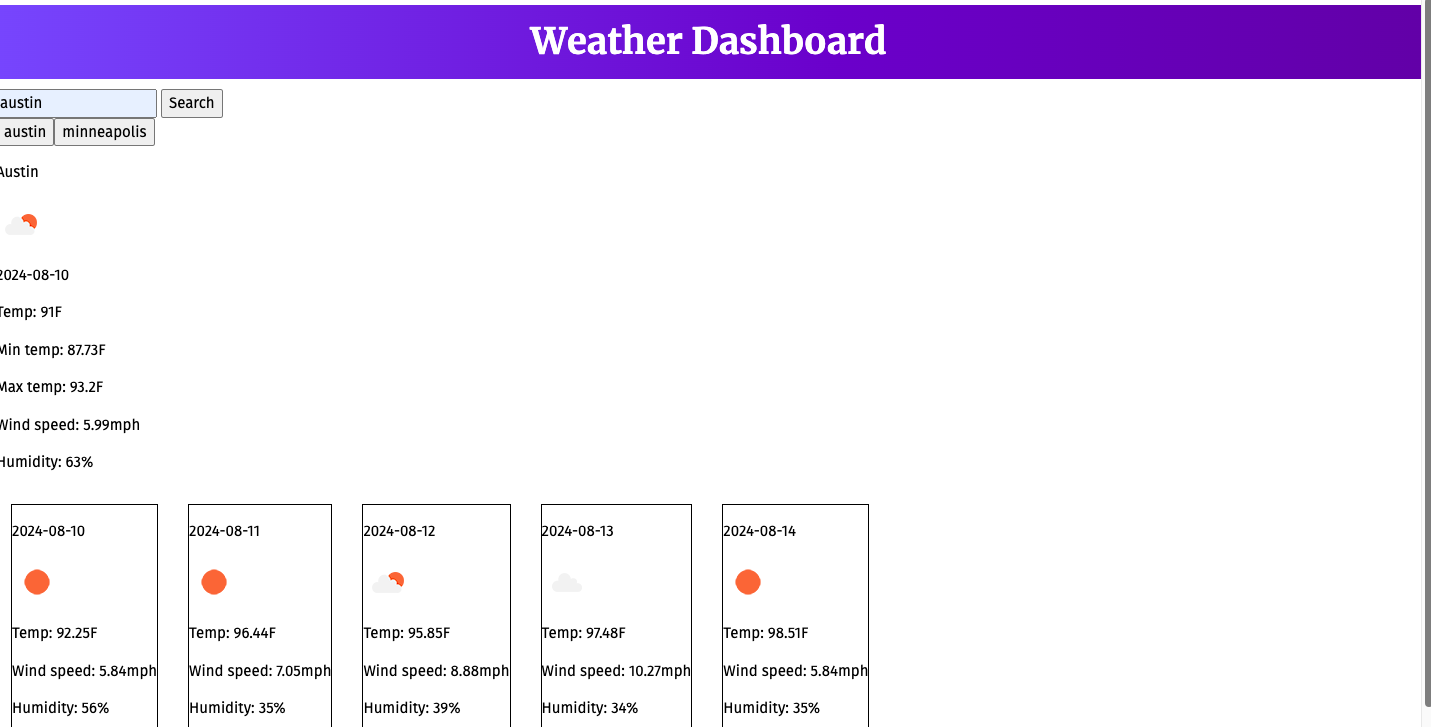 Weather Dashboard
austin Search
austin minneapolis
Austin
2024-08-10
Temp: 91F
Min temp: 87.73F
Max temp: 93.2F
Wind speed: 5.99mph
Humidity: 63%
2024-08-10
Temp: 92.25F
Wind speed: 5.84mph
Humidity: 56%
2024-08-11
Temp: 96.44F
Wind speed: 7.05mph
Humidity: 35%
2024-08-12
Temp: 95.85F
Wind speed: 8.88mph
Humidity: 39%
2024-08-13
Temp: 97.48F
Wind speed: 10.27mph
Humidity: 34%
2024-08-14
Temp: 98.51F
Wind speed: 5.84mph
Humidity: 35%